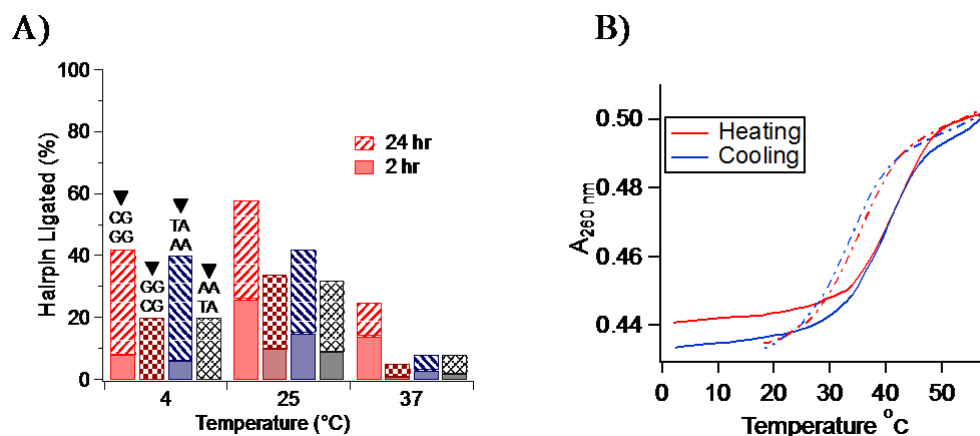 A)
100
80
60
40
20
0
Hairpin Ligated (%)
24 hr
2 hr
CG
GG
GG
CG
TA
AA
AA
TA
4
25
37
Temperature (°C)
B)
0.50
0.48
0.46
0.44
A260 nm
Heating
Cooling
0
10
20
30
40
50
Temperature °C